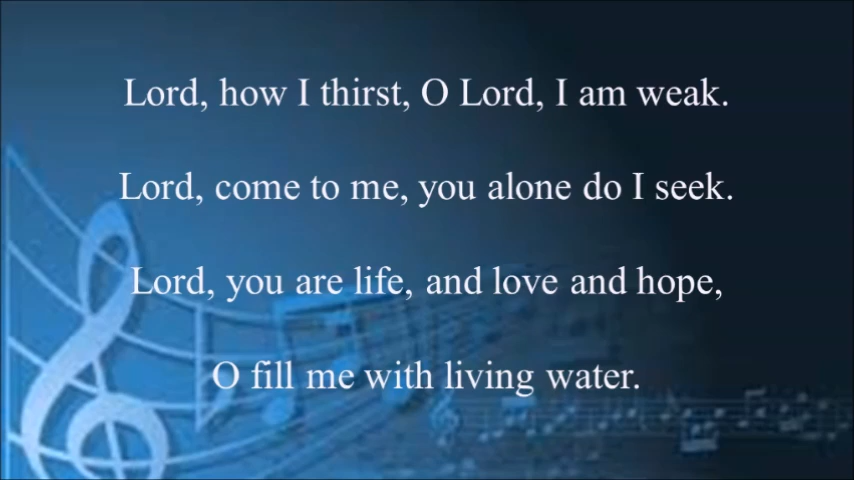 Lord, how I thirst, O Lord, I am weak.
Lord, come to me, you alone do I seek.
Lord, you are life, and love and hope,
O fill me with living water.